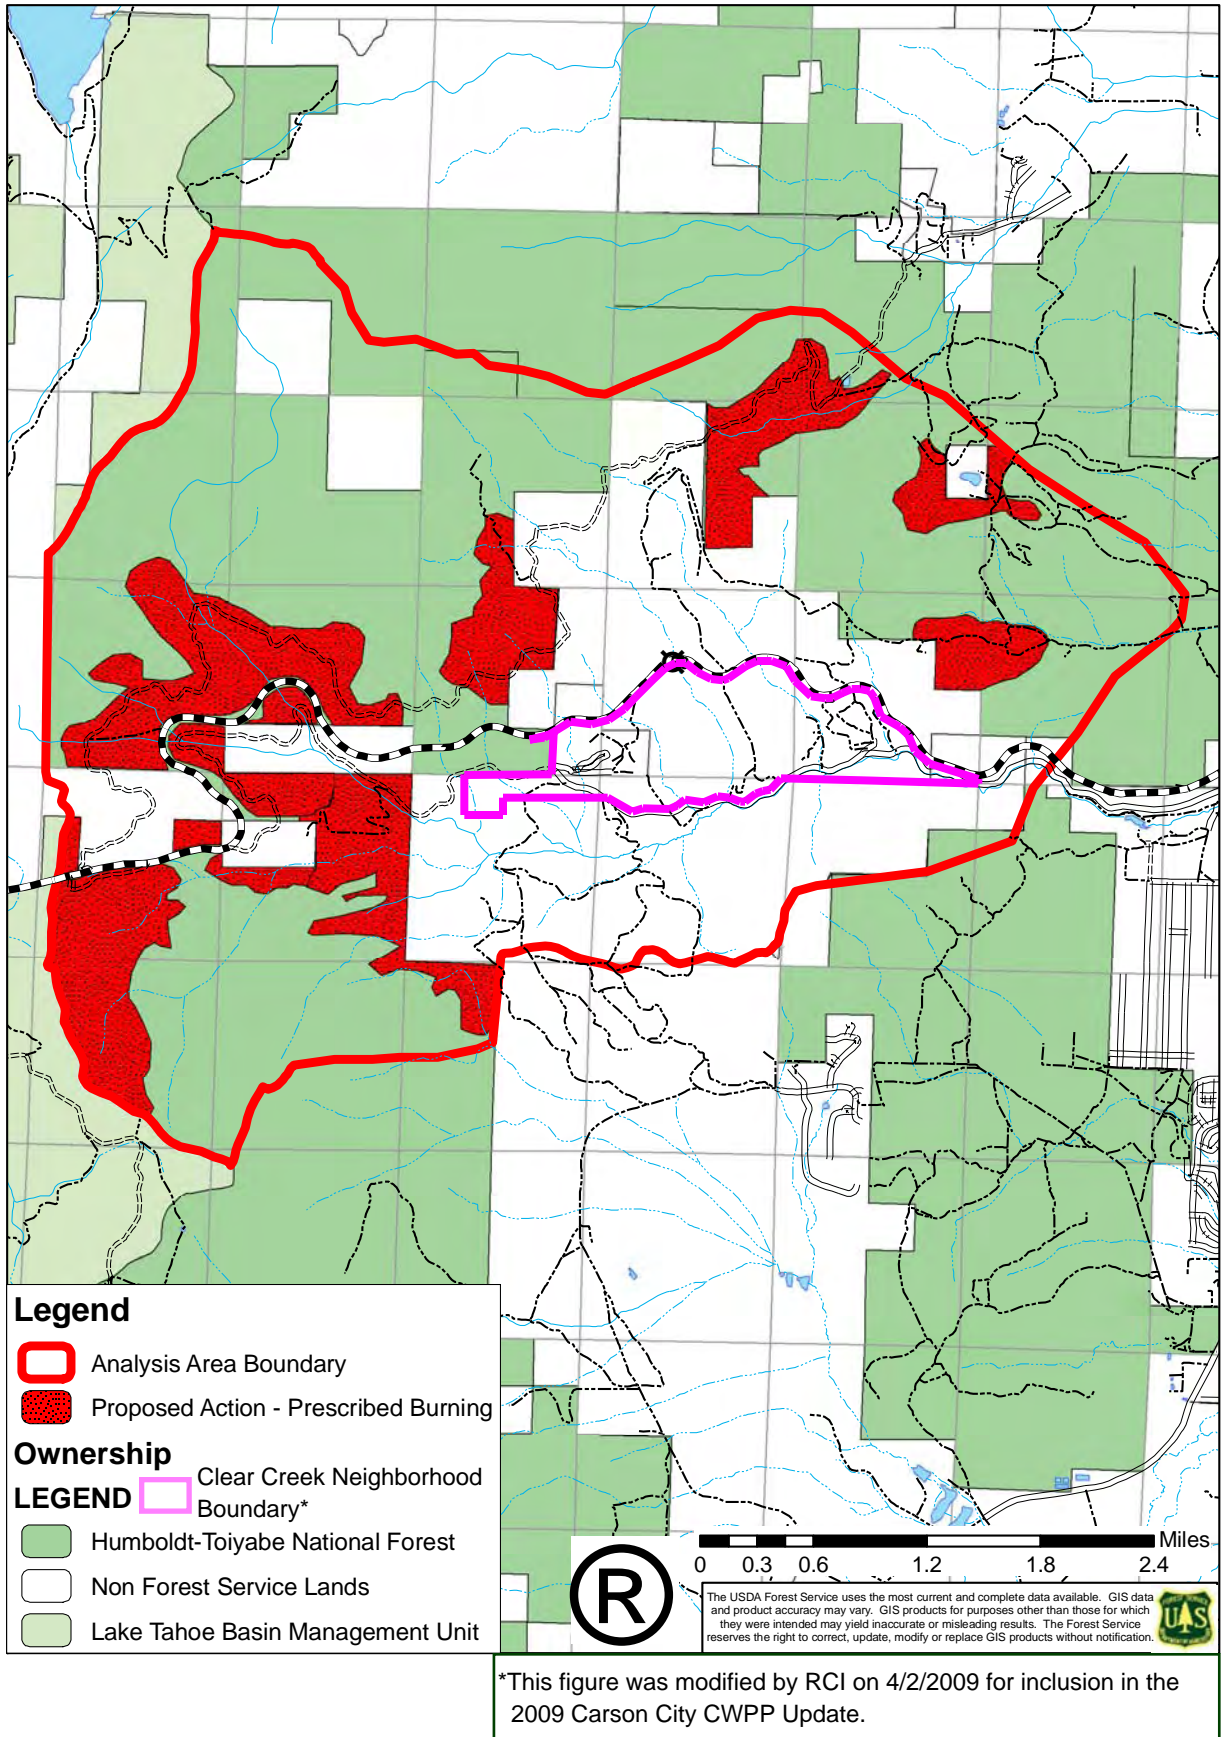 Legend
Analysis Area Boundary
Proposed Action - Prescribed Burning
Ownership
LEGEND
Clear Creek Neighborhood
Boundary*
Humboldt-Toiyabe National Forest
Non Forest Service Lands
Lake Tahoe Basin Management Unit
R
Miles
0 0.3 0.6 1.2 1.8 2.4
The USDA Forest Service uses the most current and complete data available. GIS data
and product accuracy may vary. GIS products for purposes other than those for which
they were intended may yield inaccurate or misleading results. The Forest Service
reserves the right to correct, update, modify or replace GIS products without notification.
UAS
*This figure was modified by RCI on 4/2/2009 for inclusion in the
2009 Carson City CWPP Update.